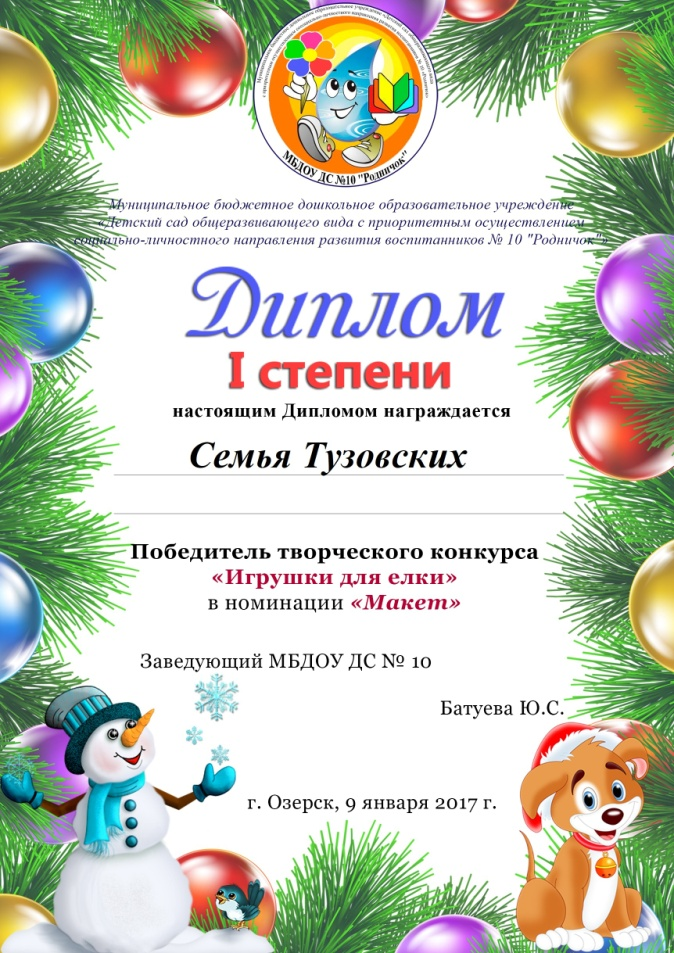 МБДОУ ДС №10 "Родничок"
Муниципальное бюджетное дошкольное образовательное учреждение
«Детский сад общеразвивающего вида с приоритетным осуществлением
социально-личностного направления развития воспитанников № 10 "Родничок"»
Диплом
I степени
настоящим Дипломом награждается
Семья Тузовских
Победитель творческого конкурса
«Игрушки для елки»
в номинации «Макет»
Заведующий МБДОУ ДС № 10
Батуева Ю.С.
г. Озерск, 9 января 2017 г.